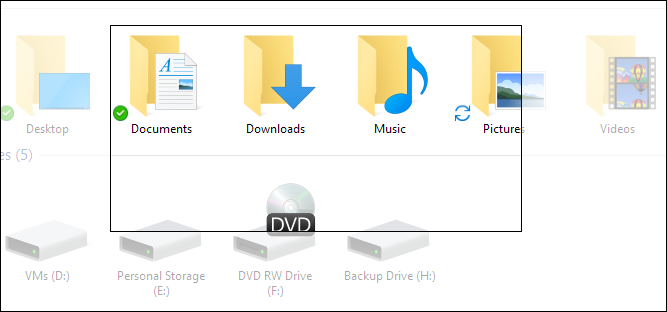 Desktop
Documents
Downloads
Music
Pictures
Videos
es (5)
A
DVD
VMs (D:)
Personal Storage
(E:)
DVD RW Drive
(F:)
Backup Drive (H:)